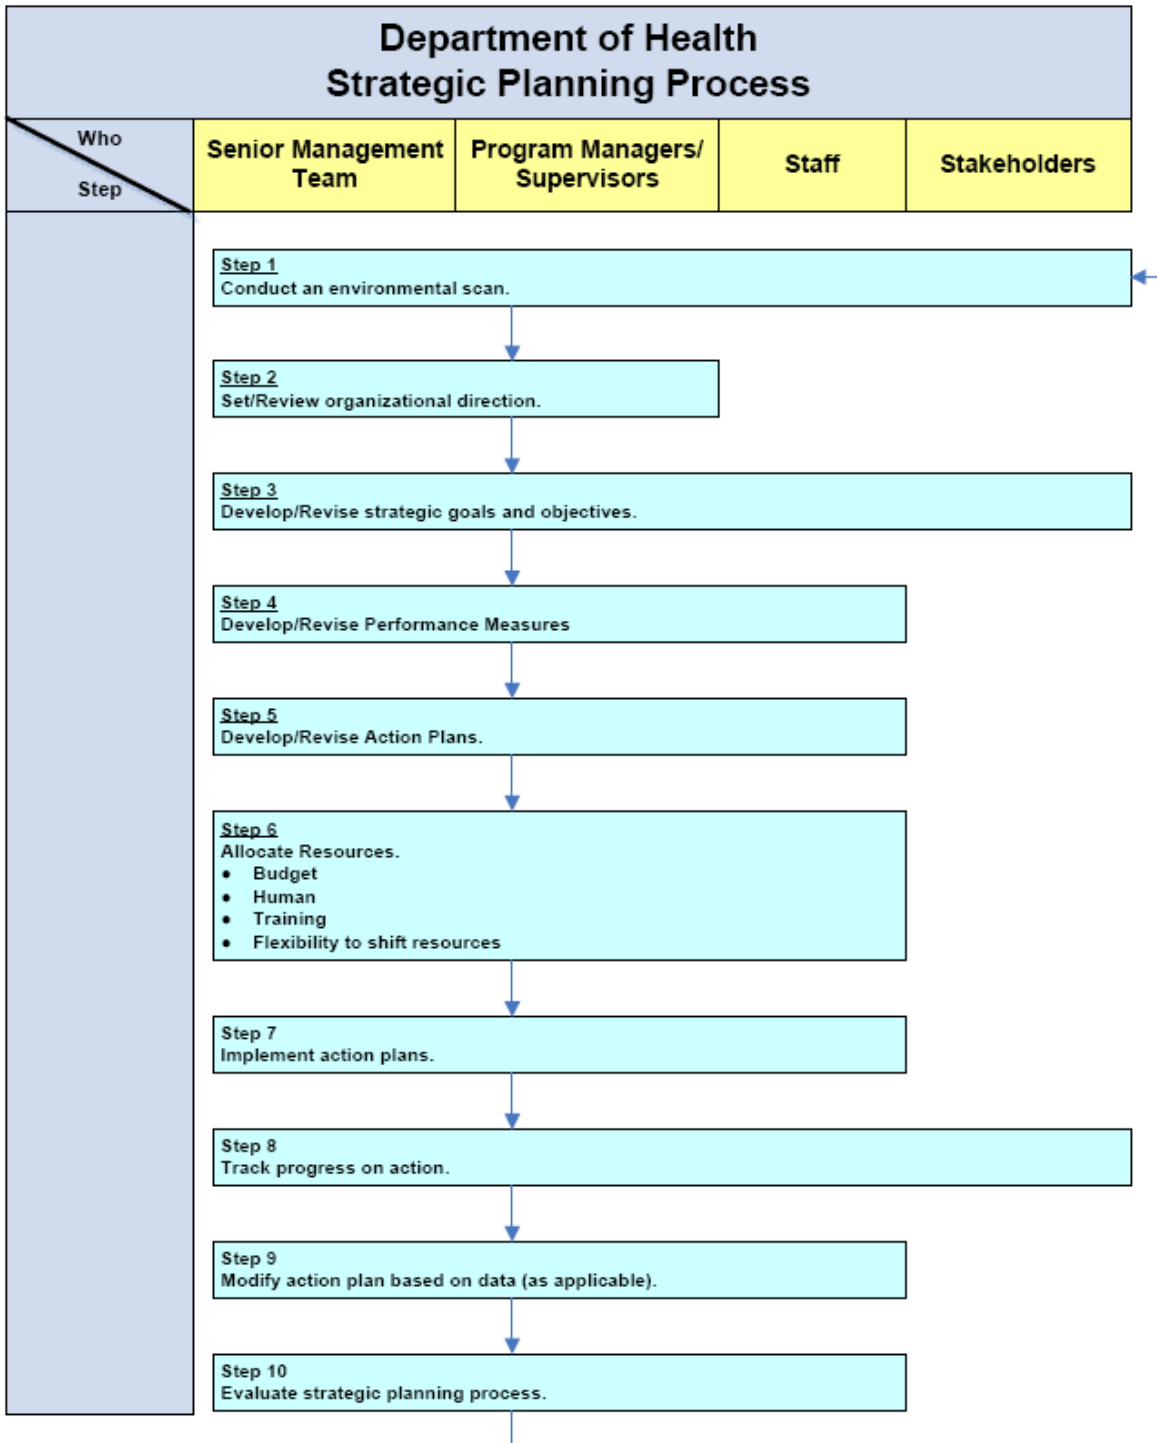 Department of Health
Strategic Planning Process
Who
Step
Senior Management
Team
Program Managers/
Supervisors
Staff
Stakeholders
Step 1
Conduct an environmental scan.
Step 2
Set/Review organizational direction.
Step 3
Develop/Revise strategic goals and objectives.
Step 4
Develop/Revise Performance Measures
Step 5
Develop/Revise Action Plans.
Step 6
Allocate Resources.
● Budget
● Human
● Training
● Flexibility to shift resources
Step 7
Implement action plans.
Step 8
Track progress on action.
Step 9
Modify action plan based on data (as applicable).
Step 10
Evaluate strategic planning process.